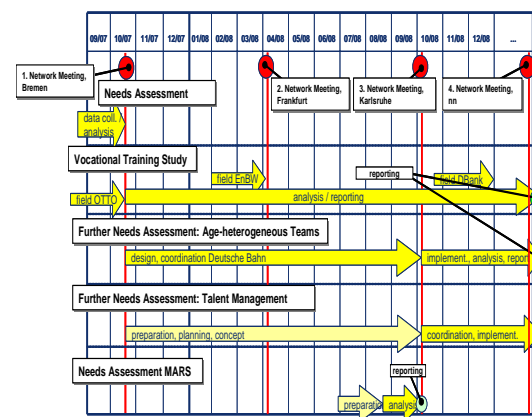 09/07 10/07 11/07 12/07 01/08 02/08 03/08 04/08 05/08 06/08 07/08 08/08 09/08 10/08 11/08 12/08 ...
1. Network Meeting,
Bremen
2. Network Meeting,
Frankfurt
3. Network Meeting,
Karlsruhe
4. Network Meeting,
nn
Needs Assessment
data coll. /
analysis
Vocational Training Study
reporting
field EnBW
field DBank
field OTTO
analysis / reporting
Further Needs Assessment: Age-heterogeneous Teams
design, coordination Deutsche Bahn
implement., analysis, report
Further Needs Assessment: Talent Management
preparation, planning, concept
coordination, implement.
Needs Assessment MARS
reporting
preparatio
analysis